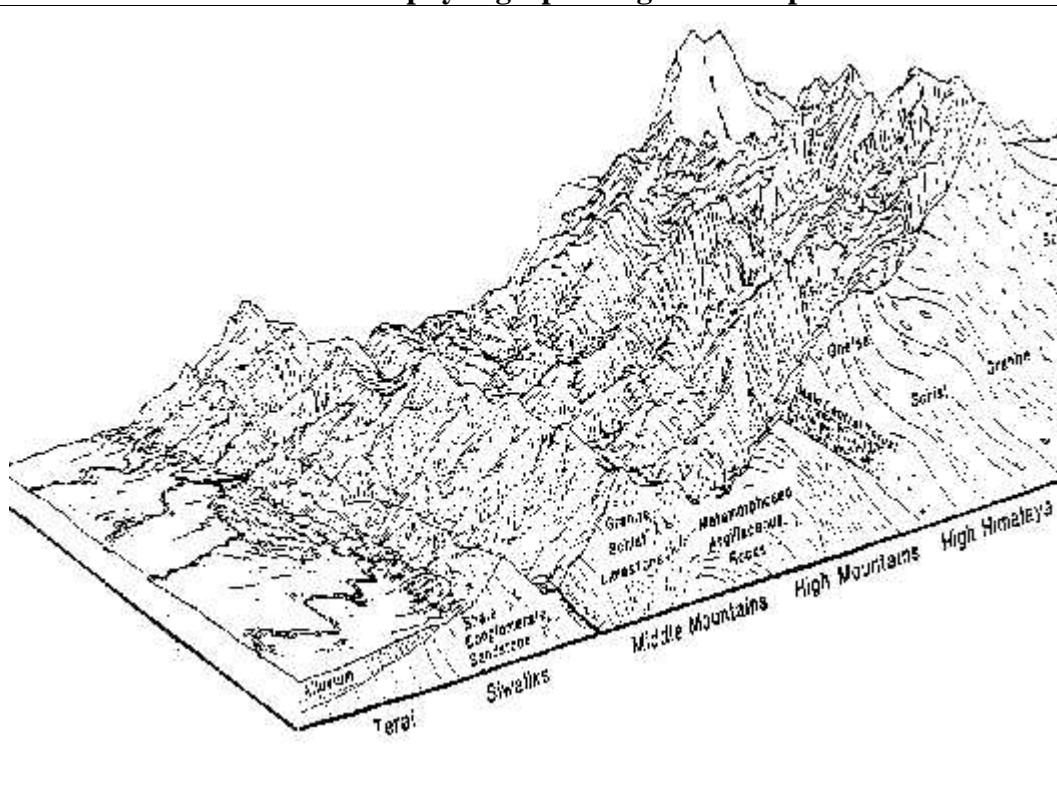 Gneiss
Granite
Schist
Granite
Schist
Limestone
Metamorphosed
Argillaceous
Rocks
Shale
Conglomerate
Sandstone
Alluvium
Terai
Siwaliks
Middle Mountains
High Mountains
High Himalaya